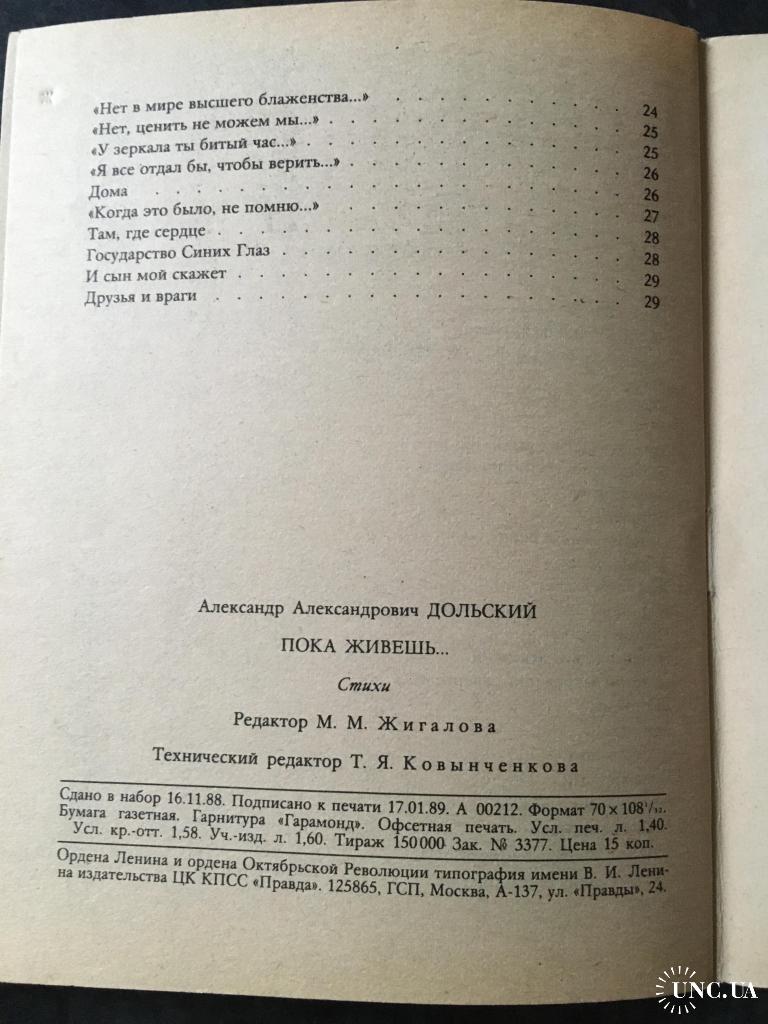 «Нет в мире высшего блаженства...» . . . . . . . . . . 24
«Нет, ценить не можем мы...» . . . . . . . . . . . . 25
«У зеркала ты битый час...» . . . . . . . . . . . . . 25
«Я все отдал бы, чтобы верить...» . . . . . . . . . . . 26
Дома . . . . . . . . . . . . . . . . . . 26
«Когда это было, не помню...» . . . . . . . . . . . . 27
Там, где сердце . . . . . . . . . . . . . . . . 28
Государство Синих Глаз . . . . . . . . . . . . . 28
И сын мой скажет . . . . . . . . . . . . . . . 29
Друзья и враги . . . . . . . . . . . . . . . . 29
Александр Александрович ДОЛЬСКИЙ
ПОКА ЖИВЕШЬ...
Стихи
Редактор М. М. Жигалова
Технический редактор Т. Я. Ковынченкова
Сдано в набор 16.11.88. Подписано к печати 17.01.89. А 00212. Формат 70×108¹/₃₂.
Бумага газетная. Гарнитура «Гарамонд». Офсетная печать. Усл. печ. л. 1,40.
Усл. кр.-отт. 1,58. Уч.-изд. л. 1,60. Тираж 150000 Зак. № 3377. Цена 15 коп.
Ордена Ленина и ордена Октябрьской Революции типография имени В. И. Лени-
на издательства ЦК КПСС «Правда». 125865, ГСП, Москва, А-137, ул. «Правды», 24.
UNC.UA